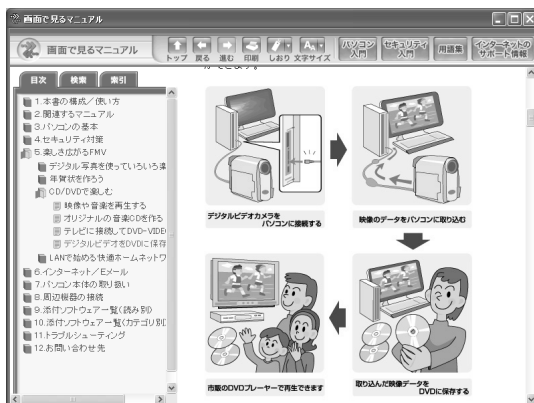 画面で見るマニュアル
画面で見るマニュアル
トップ 戻る 進む 印刷 しおり 文字サイズ
パソコン入門
セキュリティ入門
用語集
インターネットのサポート情報
目次 検索 索引
1.本書の構成／使い方
2.関連するマニュアル
3.パソコンの基本
4.セキュリティ対策
5.楽しさ広がるFMV
デジタル写真を使っていろいろ楽
年賀状を作ろう
CD/DVDで楽しむ
映像や音楽を再生する
オリジナルの音楽CDを作る
テレビに接続してDVD-VIDE
デジタルビデオをDVDに保存
LANで始める快適ホームネットワ
6.インターネット／Eメール
7.パソコン本体の取り扱い
8.周辺機器の接続
9.添付ソフトウェア一覧(読み別)
10.添付ソフトウェア一覧(カテゴリ別)
11.トラブルシューティング
12.お問い合わせ先
デジタルビデオカメラを
パソコンに接続する
映像のデータをパソコンに取り込む
市販のDVDプレーヤーで再生できます
取り込んだ映像データを
DVDに保存する